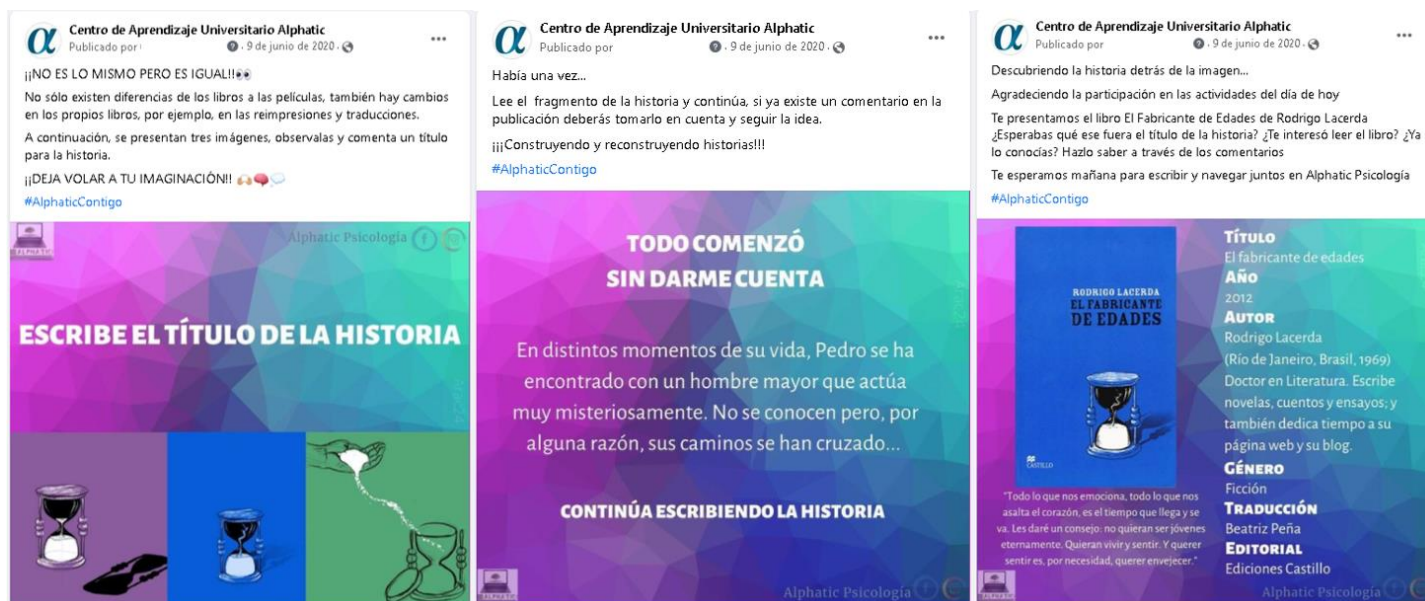 Centro de Aprendizaje Universitario Alphatic
Publicado por
9 de junio de 2020
¡¡NO ES LO MISMO PERO ES IGUAL!!👀
No sólo existen diferencias de los libros a las películas, también hay cambios
en los propios libros, por ejemplo, en las reimpresiones y traducciones.
A continuación, se presentan tres imágenes, observalas y comenta un título
para la historia.
¡¡DEJA VOLAR A TU IMAGINACIÓN!!
#AlphaticContigo
Alphatic Psicología
ESCRIBE EL TÍTULO DE LA HISTORIA
Centro de Aprendizaje Universitario Alphatic
Publicado por
9 de junio de 2020
Había una vez...
Lee el fragmento de la historia y continúa, si ya existe un comentario en la
publicación deberás tomarlo en cuenta y seguir la idea.
¡¡¡Construyendo y reconstruyendo historias!!!
#AlphaticContigo
TODO COMENZÓ
SIN DARME CUENTA
En distintos momentos de su vida, Pedro se ha
encontrado con un hombre mayor que actúa
muy misteriosamente. No se conocen pero, por
alguna razón, sus caminos se han cruzado...
CONTINÚA ESCRIBIENDO LA HISTORIA
Alphatic Psicología
Centro de Aprendizaje Universitario Alphatic
Publicado por
9 de junio de 2020
Descubriendo la historia detrás de la imagen...
Agradeciendo la participación en las actividades del día de hoy
Te presentamos el libro El Fabricante de Edades de Rodrigo Lacerda
¿Esperabas qué ese fuera el título de la historia? ¿Te interesó leer el libro? ¿Ya
lo conocías? Hazlo saber a través de los comentarios
Te esperamos mañana para escribir y navegar juntos en Alphatic Psicología
#AlphaticContigo
RODRIGO LACERDA
EL FABRICANTE
DE EDADES
CASTILLO
"Todo lo que nos emociona, todo lo que nos
asalta el corazón, es el tiempo que llega y se
va. Les daré un consejo: no quieran ser jóvenes
eternamente. Quieran vivir y sentir. Y querer
sentir es, por necesidad, querer envejecer."
TÍTULO
El fabricante de edades
AÑO
2012
AUTOR
Rodrigo Lacerda
(Río de Janeiro, Brasil, 1969)
Doctor en Literatura. Escribe
novelas, cuentos y ensayos; y
también dedica tiempo a su
página web y su blog.
GÉNERO
Ficción
TRADUCCIÓN
Beatriz Peña
EDITORIAL
Ediciones Castillo
Alphatic Psicología